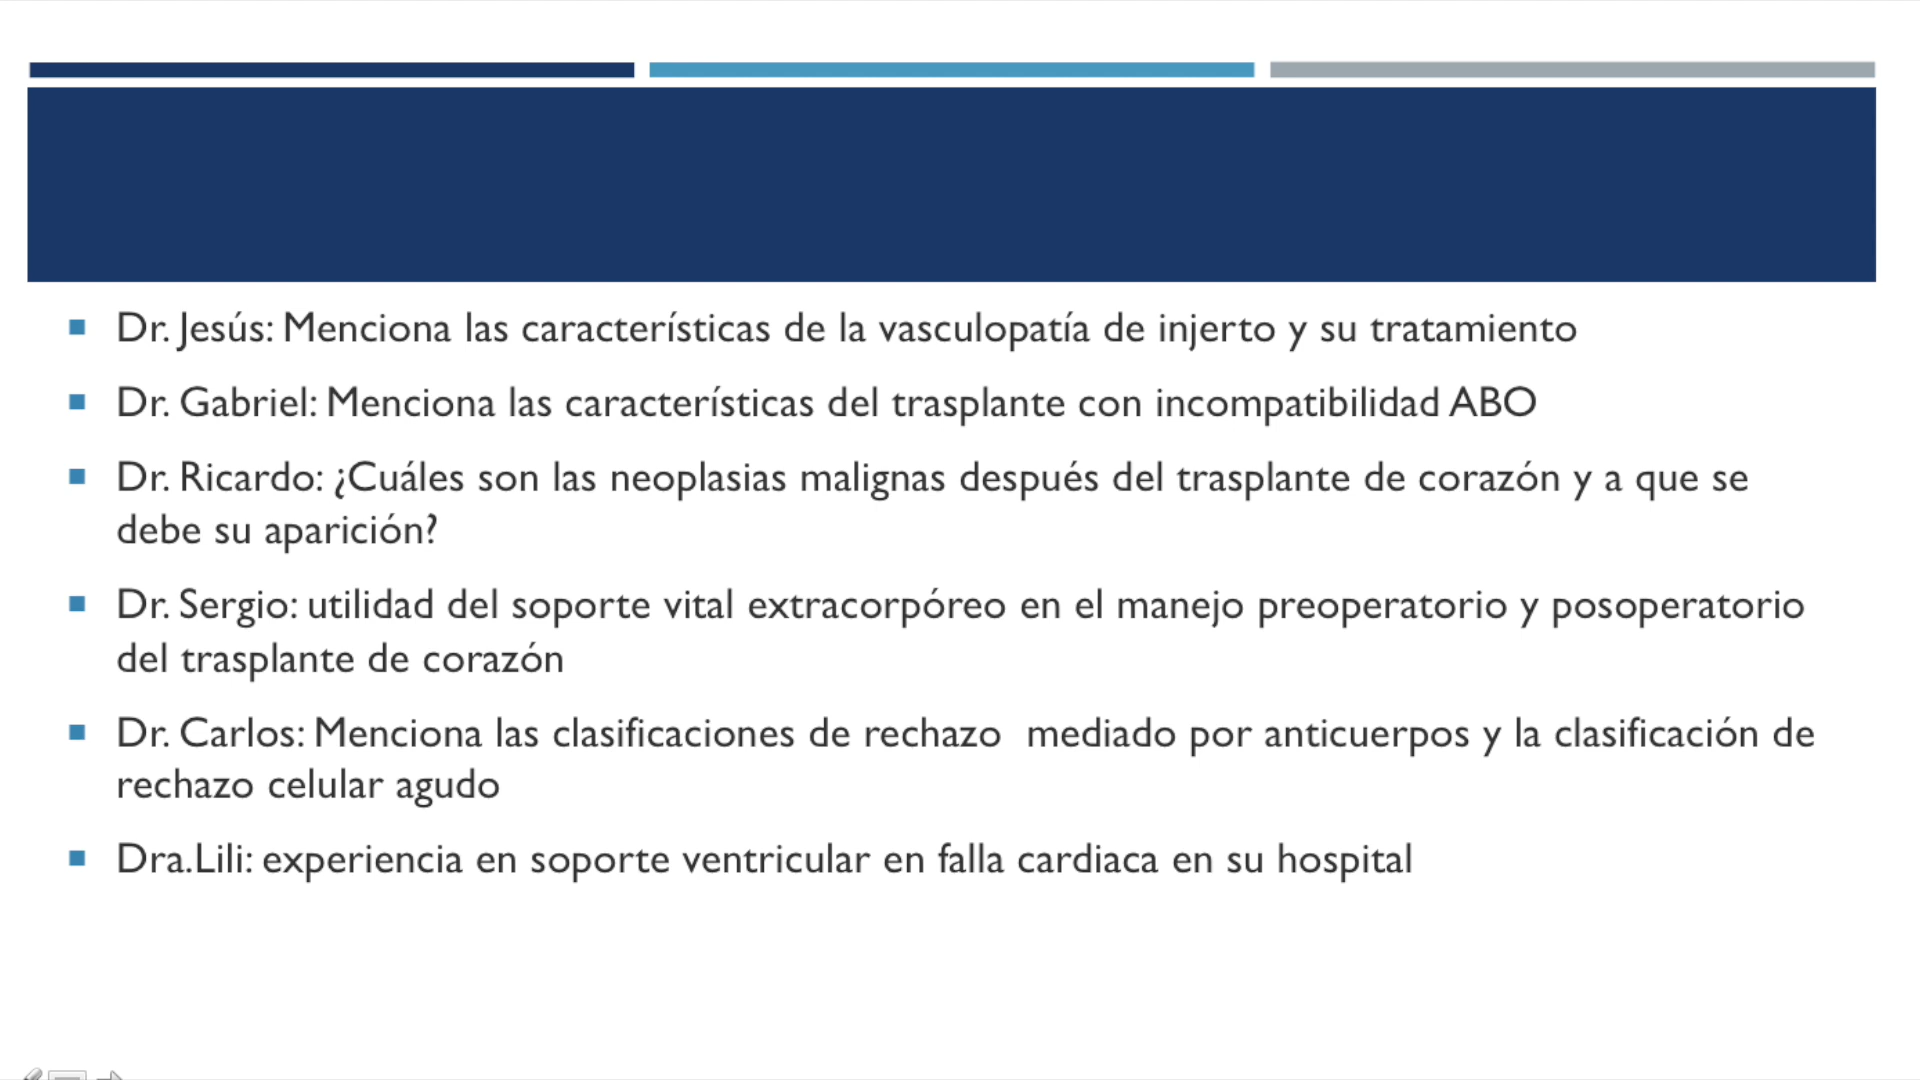 Dr. Jesús: Menciona las características de la vasculopatía de injerto y su tratamiento
Dr. Gabriel: Menciona las características del trasplante con incompatibilidad ABO
Dr. Ricardo: ¿Cuáles son las neoplasias malignas después del trasplante de corazón y a que se
debe su aparición?
Dr. Sergio: utilidad del soporte vital extracorpóreo en el manejo preoperatorio y posoperatorio
del trasplante de corazón
Dr. Carlos: Menciona las clasificaciones de rechazo  mediado por anticuerpos y la clasificación de
rechazo celular agudo
Dra.Lili: experiencia en soporte ventricular en falla cardiaca en su hospital